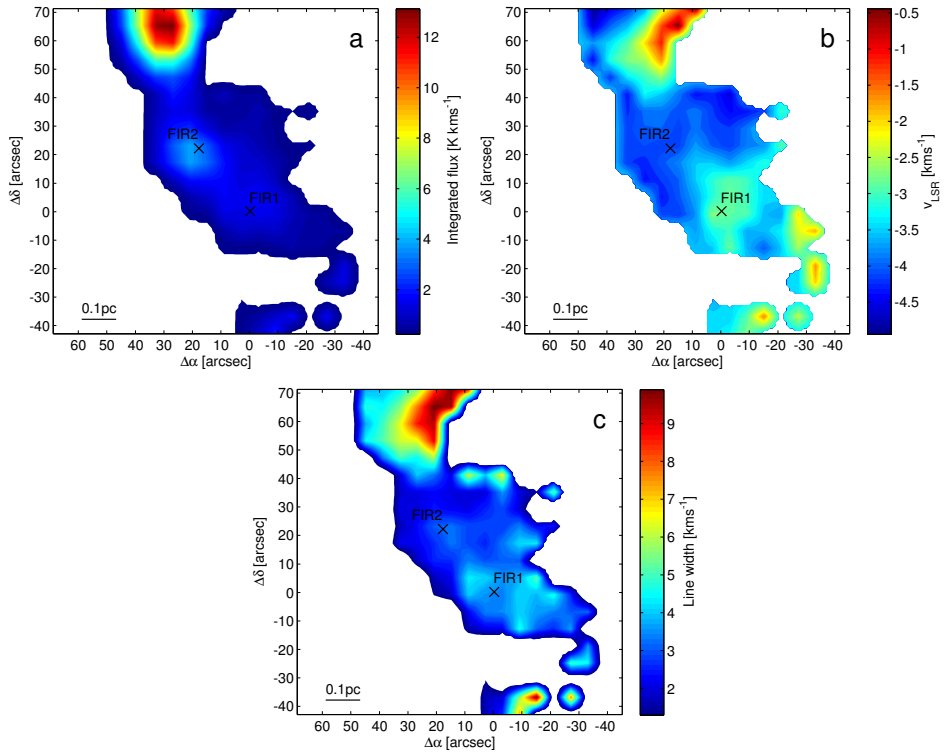 a
70
60
50
40
30
20
10
0
-10
-20
-30
-40
Δδ [arcsec]
FIR2
FIR1
0.1pc
60 50 40 30 20 10 0 -10 -20 -30 -40
Δα [arcsec]
12
10
8
6
4
2
Integrated flux [K kms⁻¹]
b
70
60
50
40
30
20
10
0
-10
-20
-30
-40
Δδ [arcsec]
FIR2
FIR1
0.1pc
60 50 40 30 20 10 0 -10 -20 -30 -40
Δα [arcsec]
-0.5
-1
-1.5
-2
-2.5
-3
-3.5
-4
-4.5
v_LSR [kms⁻¹]
c
70
60
50
40
30
20
10
0
-10
-20
-30
-40
Δδ [arcsec]
FIR2
FIR1
0.1pc
60 50 40 30 20 10 0 -10 -20 -30 -40
Δα [arcsec]
9
8
7
6
5
4
3
2
Line width [kms⁻¹]